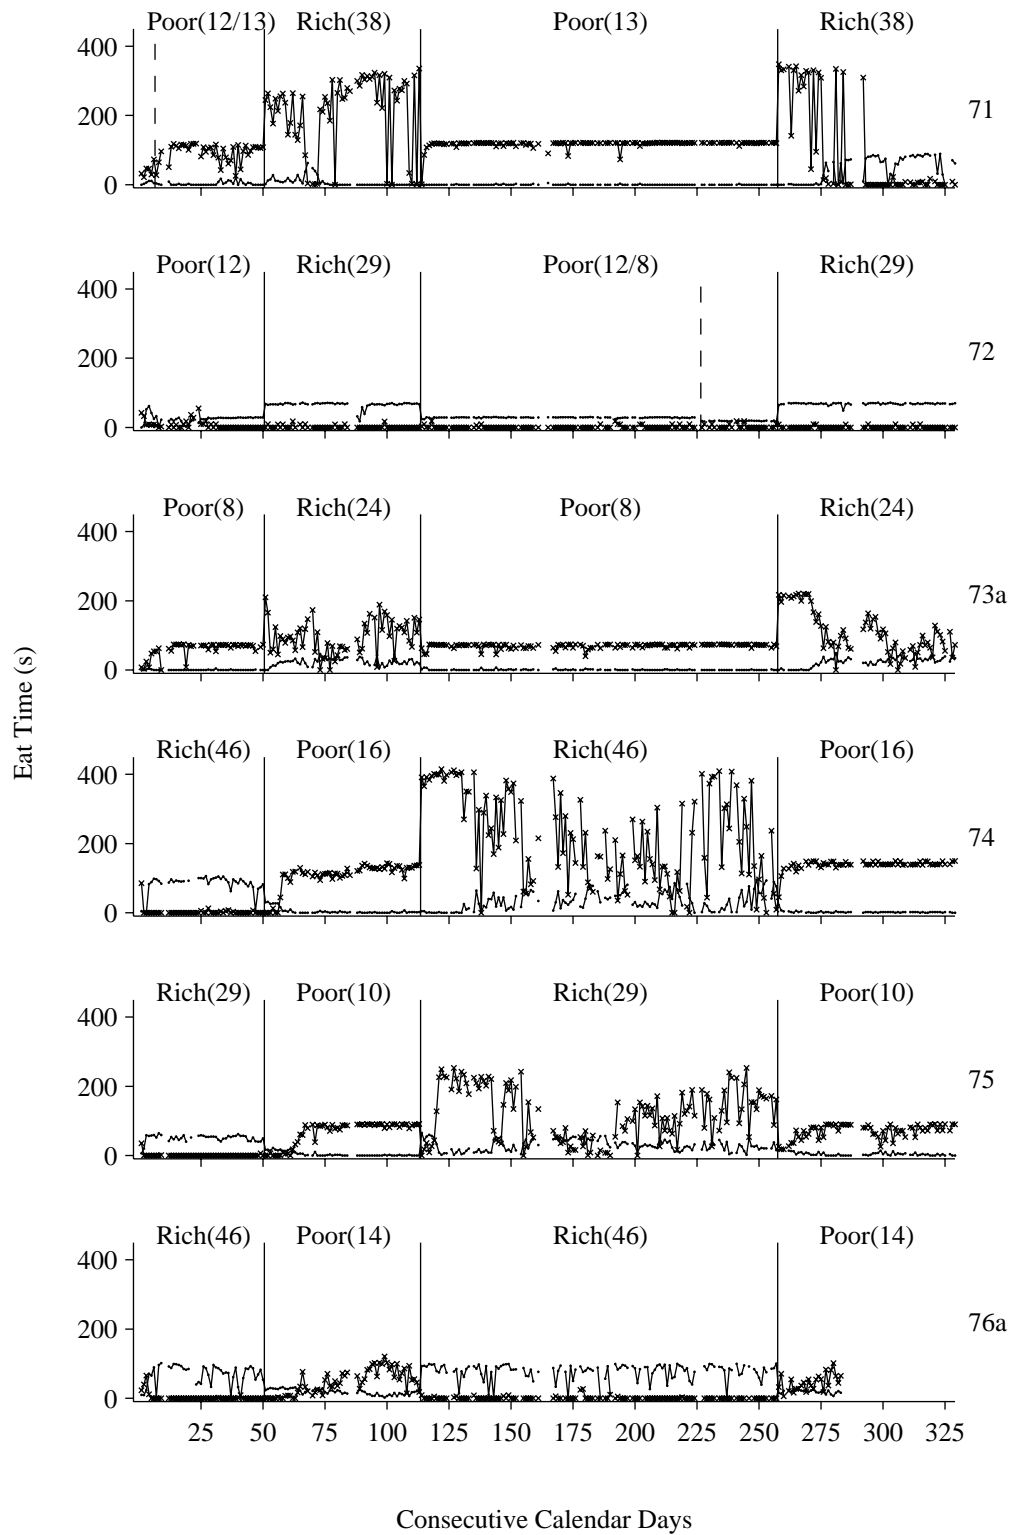 Poor(12/13) Rich(38) Poor(13) Rich(38)
400
200
0
71
Poor(12) Rich(29) Poor(12/8) Rich(29)
400
200
0
72
Poor(8) Rich(24) Poor(8) Rich(24)
400
200
0
73a
Rich(46) Poor(16) Rich(46) Poor(16)
400
200
0
74
Rich(29) Poor(10) Rich(29) Poor(10)
400
200
0
75
Rich(46) Poor(14) Rich(46) Poor(14)
400
200
0
76a
Eat Time (s)
25 50 75 100 125 150 175 200 225 250 275 300 325
Consecutive Calendar Days